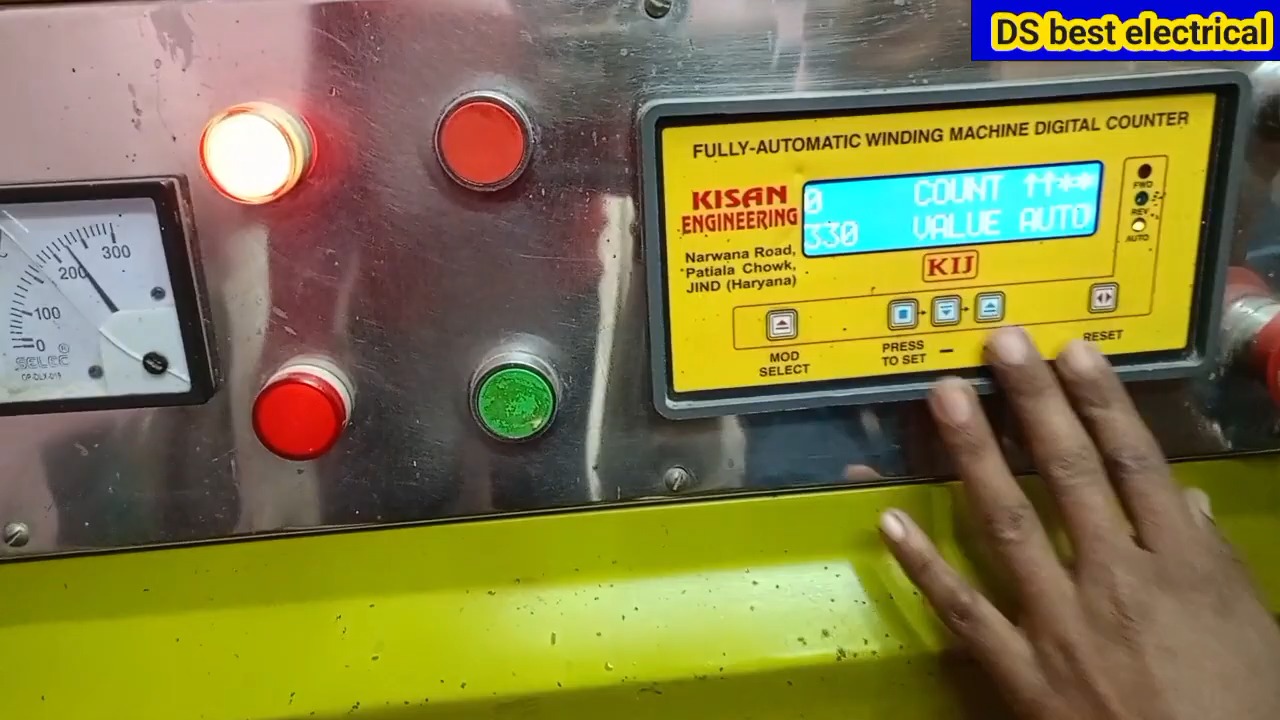 DS best electrical
FULLY-AUTOMATIC WINDING MACHINE DIGITAL COUNTER
KISAN
ENGINEERING
Narwana Road,
Patiala Chowk,
JIND (Haryana)
0 COUNT ↑↑**
330 VALUE AUTO
FWD
REV
AUTO
KIJ
MOD
SELECT
PRESS
TO SET
–
RESET
300
200
100
0
SELEC